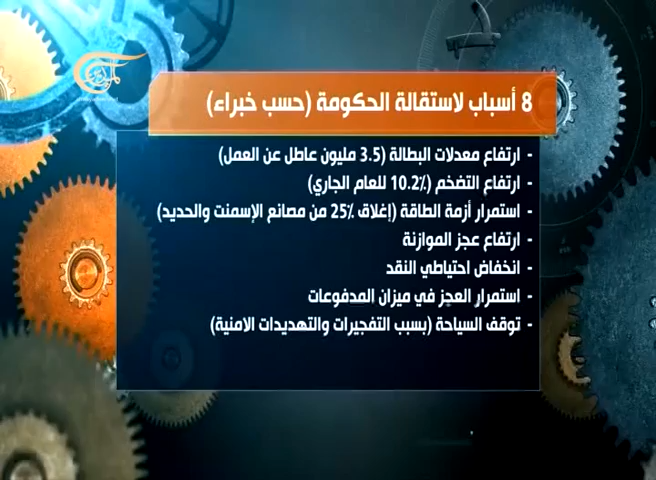 8 أسباب لاستقالة الحكومة (حسب خبراء)
- ارتفاع معدلات البطالة (3.5 مليون عاطل عن العمل)
- ارتفاع التضخم (10.2% للعام الجاري)
- استمرار أزمة الطاقة (إغلاق 25% من مصانع الإسمنت والحديد)
- ارتفاع عجز الموازنة
- انخفاض احتياطي النقد
- استمرار العجز في ميزان المدفوعات
- توقف السياحة (بسبب التفجيرات والتهديدات الامنية)